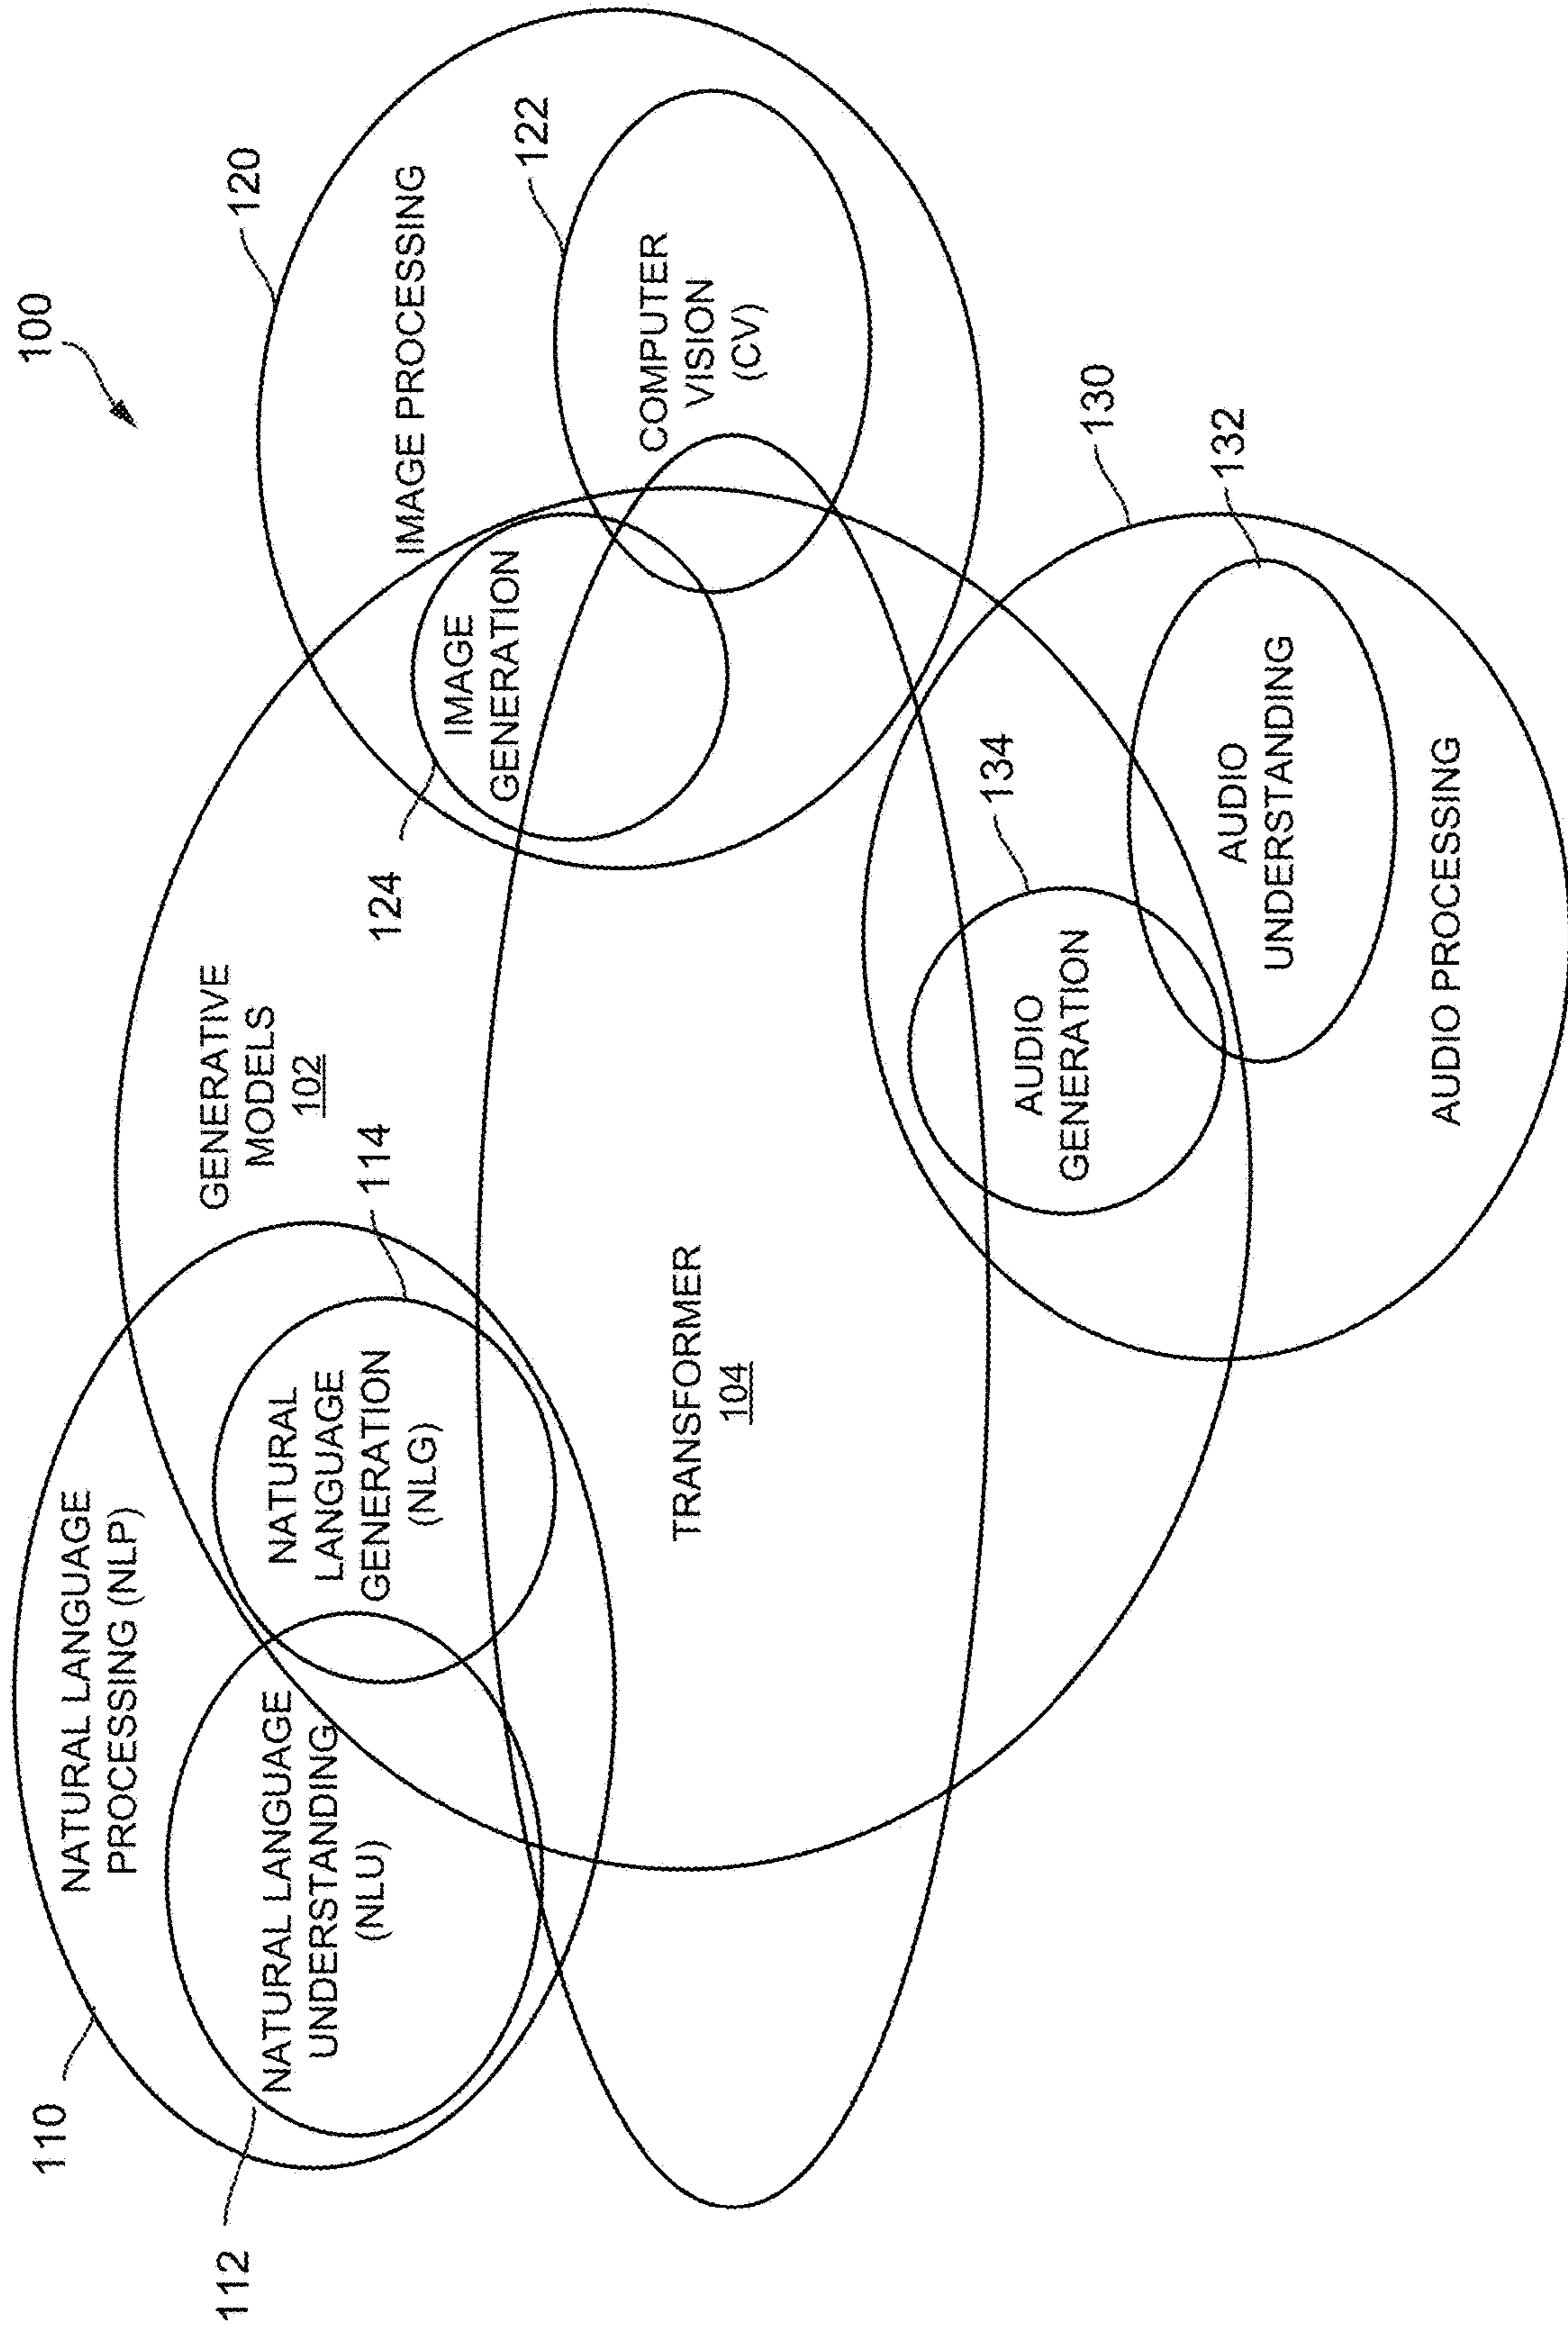 100
110
NATURAL LANGUAGE
PROCESSING (NLP)
112
NATURAL LANGUAGE
UNDERSTANDING
(NLU)
NATURAL
LANGUAGE
GENERATION
(NLG)
114
GENERATIVE
MODELS
102
120
IMAGE PROCESSING
124
IMAGE
GENERATION
122
COMPUTER
VISION
(CV)
TRANSFORMER
104
130
134
AUDIO
GENERATION
132
AUDIO
UNDERSTANDING
AUDIO PROCESSING